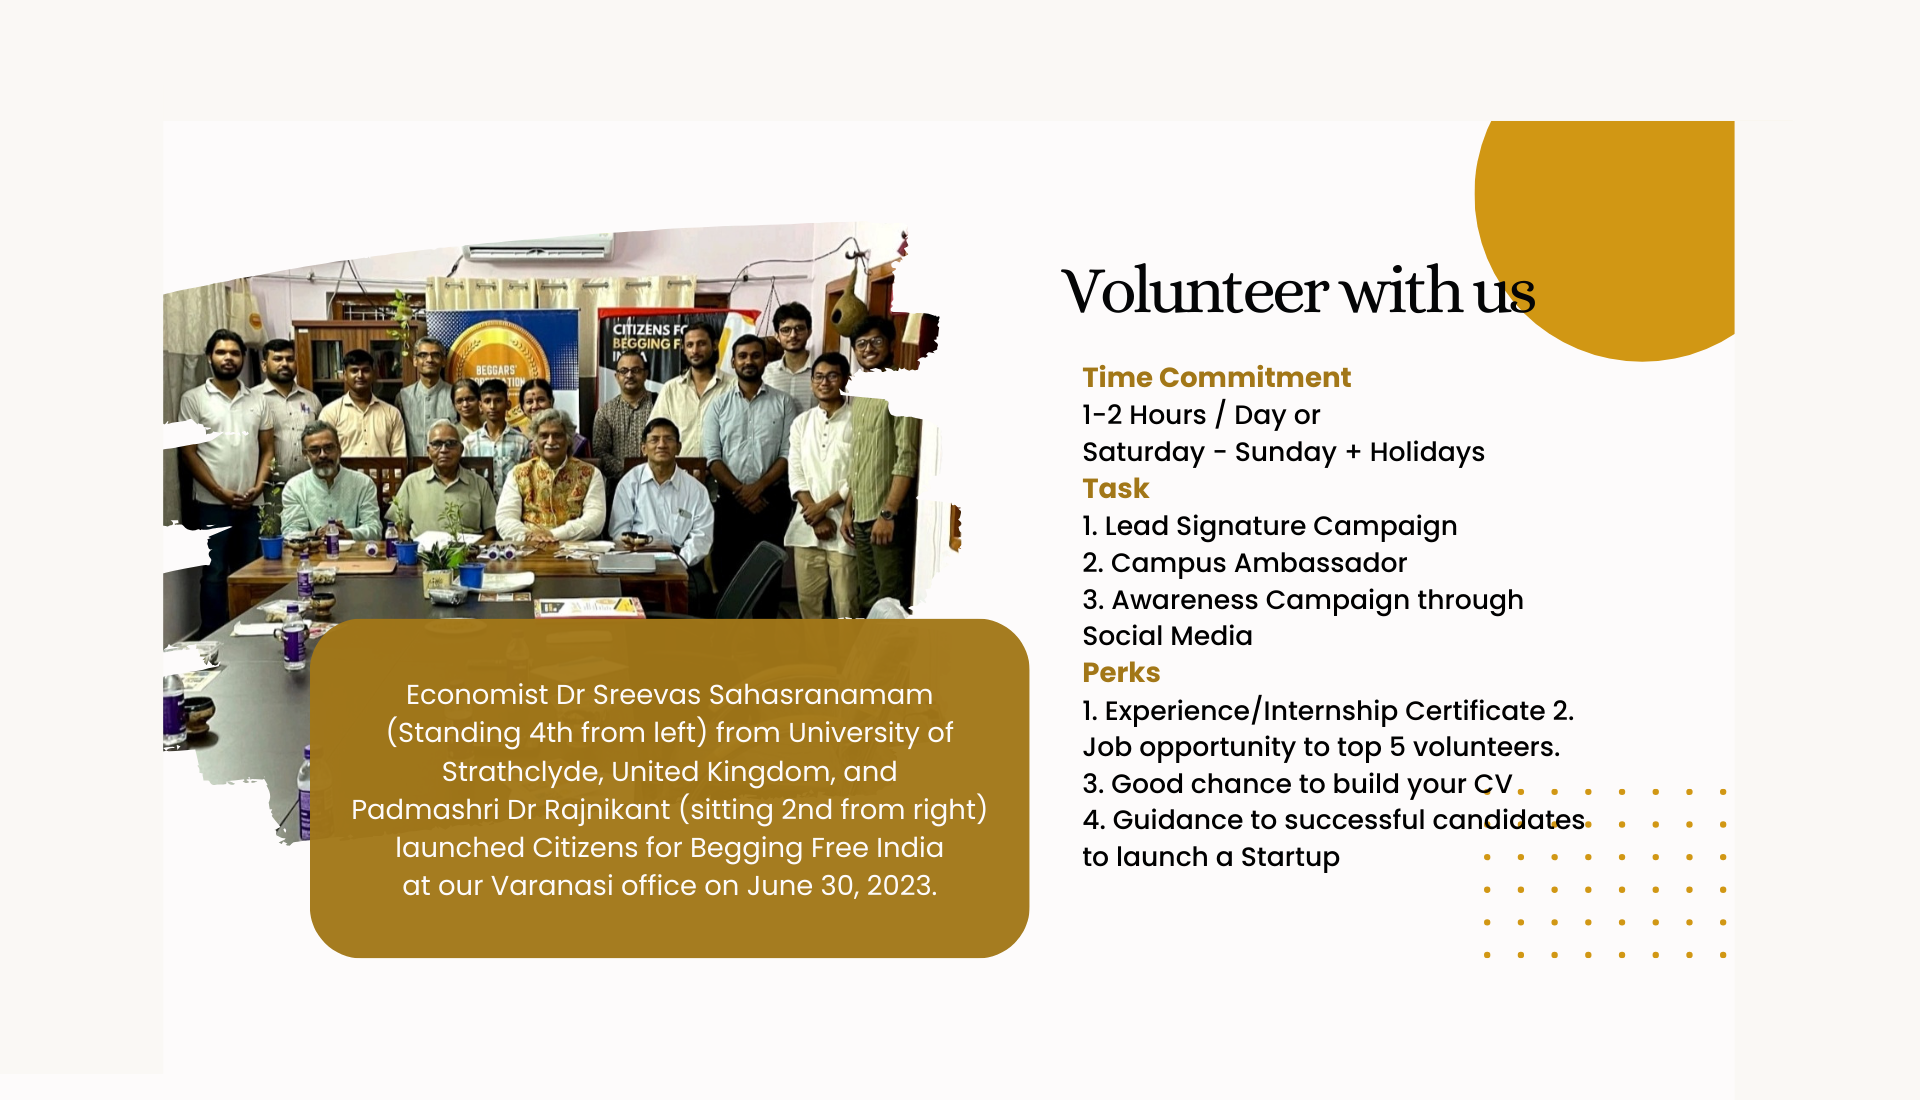 CITIZENS FO
BEGGING F
IN
BEGGARS'
Economist Dr Sreevas Sahasranamam
(Standing 4th from left) from University of
Strathclyde, United Kingdom, and
Padmashri Dr Rajnikant (sitting 2nd from right)
launched Citizens for Begging Free India
at our Varanasi office on June 30, 2023.
Volunteer with us
Time Commitment
1-2 Hours / Day or
Saturday - Sunday + Holidays
Task
1. Lead Signature Campaign
2. Campus Ambassador
3. Awareness Campaign through
Social Media
Perks
1. Experience/Internship Certificate 2.
Job opportunity to top 5 volunteers.
3. Good chance to build your CV
4. Guidance to successful candidates
to launch a Startup